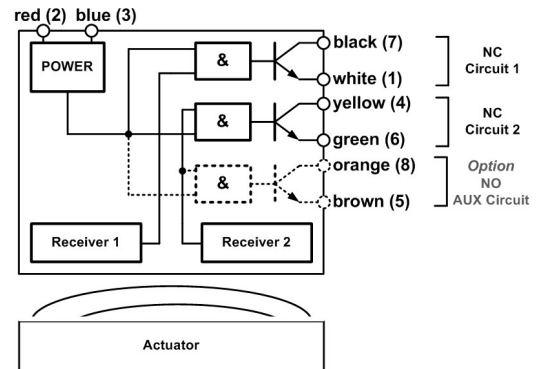 red (2) blue (3)
POWER
&
black (7)
white (1)
NC
Circuit 1
&
yellow (4)
green (6)
NC
Circuit 2
&
orange (8)
brown (5)
Option
NO
AUX Circuit
Receiver 1
Receiver 2
Actuator